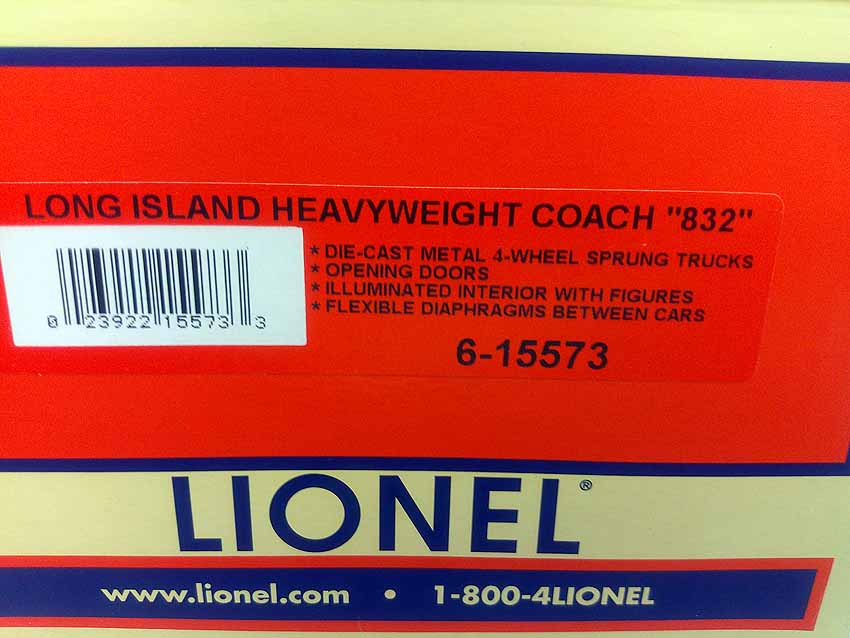 LONG ISLAND HEAVYWEIGHT COACH "832"
* DIE-CAST METAL 4-WHEEL SPRUNG TRUCKS
* OPENING DOORS
* ILLUMINATED INTERIOR WITH FIGURES
* FLEXIBLE DIAPHRAGMS BETWEEN CARS
0 23922 15573 3
6-15573
LIONEL®
www.lionel.com • 1-800-4LIONEL